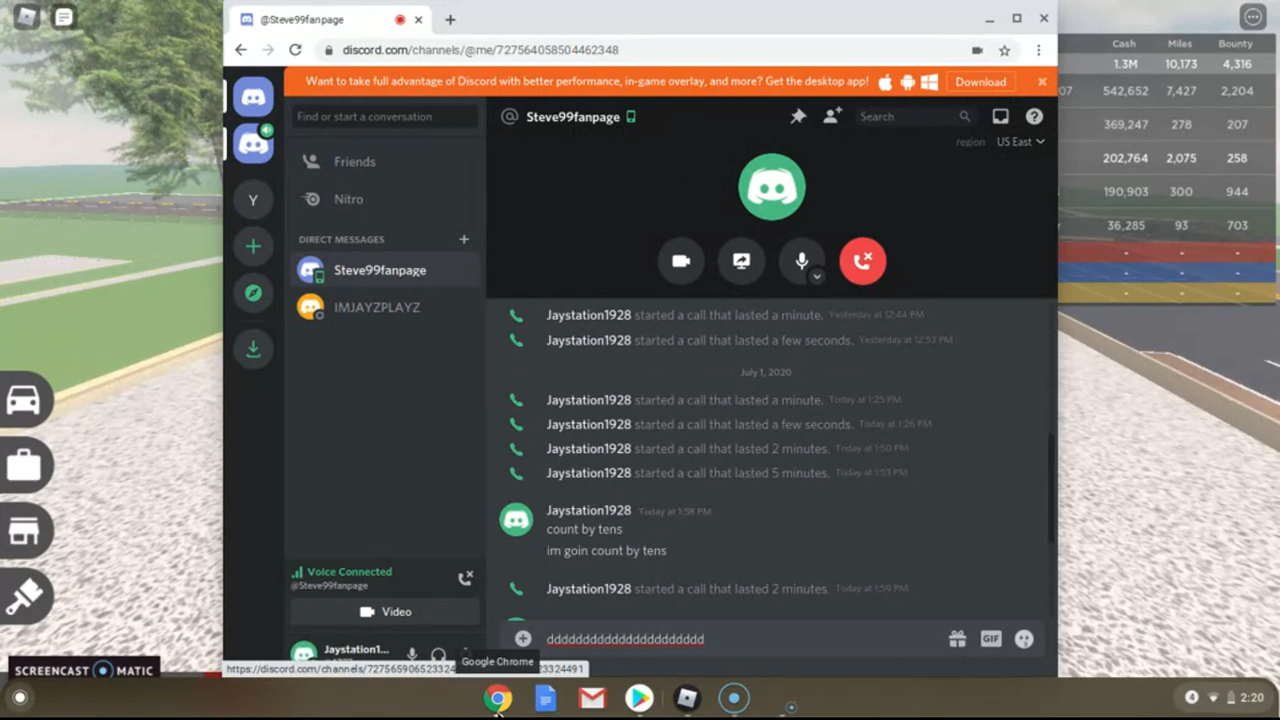 @Steve99fanpage
discord.com/channels/@me/727564058504462348
Want to take full advantage of Discord with better performance, in-game overlay, and more? Get the desktop app! Download
Find or start a conversation
Friends
Nitro
DIRECT MESSAGES
Steve99fanpage
IMJAYZPLAYZ
Y
Voice Connected
@Steve99fanpage
Video
Jaystation1...
@ Steve99fanpage
Search
region US East
Jaystation1928 started a call that lasted a minute. Yesterday at 12:44 PM
Jaystation1928 started a call that lasted a few seconds. Yesterday at 12:53 PM
July 1, 2020
Jaystation1928 started a call that lasted a minute. Today at 1:25 PM
Jaystation1928 started a call that lasted a few seconds. Today at 1:26 PM
Jaystation1928 started a call that lasted 2 minutes. Today at 1:50 PM
Jaystation1928 started a call that lasted 5 minutes. Today at 1:53 PM
Jaystation1928 Today at 1:58 PM
count by tens
im goin count by tens
Jaystation1928 started a call that lasted 2 minutes. Today at 1:59 PM
dddddddddddddddddddddd
GIF
Google Chrome
Cash Miles Bounty
1.3M 10,173 4,316
07 542,652 7,427 2,204
369,247 278 207
202,764 2,075 258
190,903 300 944
36,285 93 703
- - -
- - -
- - -
SCREENCAST MATIC
4 2:20